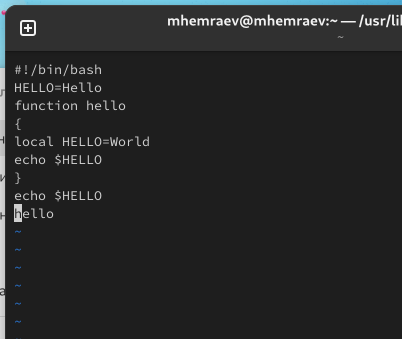 mhemraev@mhemraev:~ — /usr/li
~
#!/bin/bash
HELLO=Hello
function hello
{
local HELLO=World
echo $HELLO
}
echo $HELLO
hello
~
~
~
~
~
~